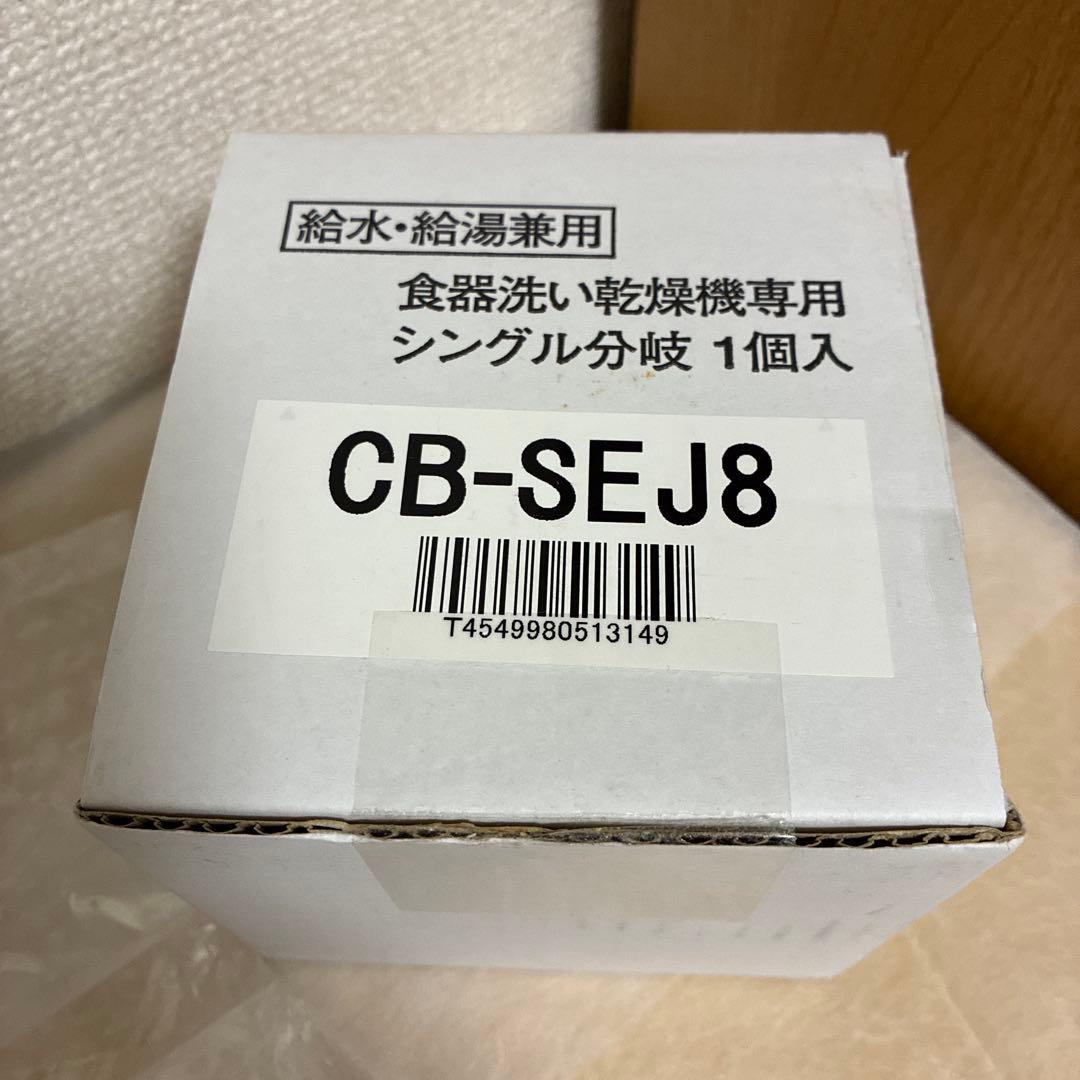 給水・給湯兼用
食器洗い乾燥機専用
シングル分岐 1個入
CB-SEJ8
T4549980513149